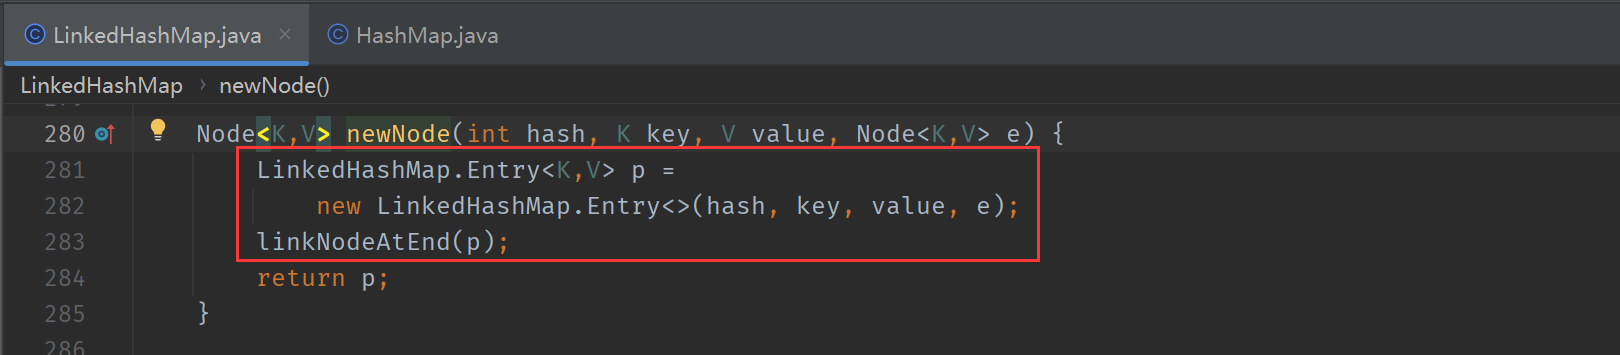 LinkedHashMap.java × HashMap.java
LinkedHashMap › newNode()
280 Node<K,V> newNode(int hash, K key, V value, Node<K,V> e) {
281 LinkedHashMap.Entry<K,V> p =
282 new LinkedHashMap.Entry<>(hash, key, value, e);
283 linkNodeAtEnd(p);
284 return p;
285 }
286